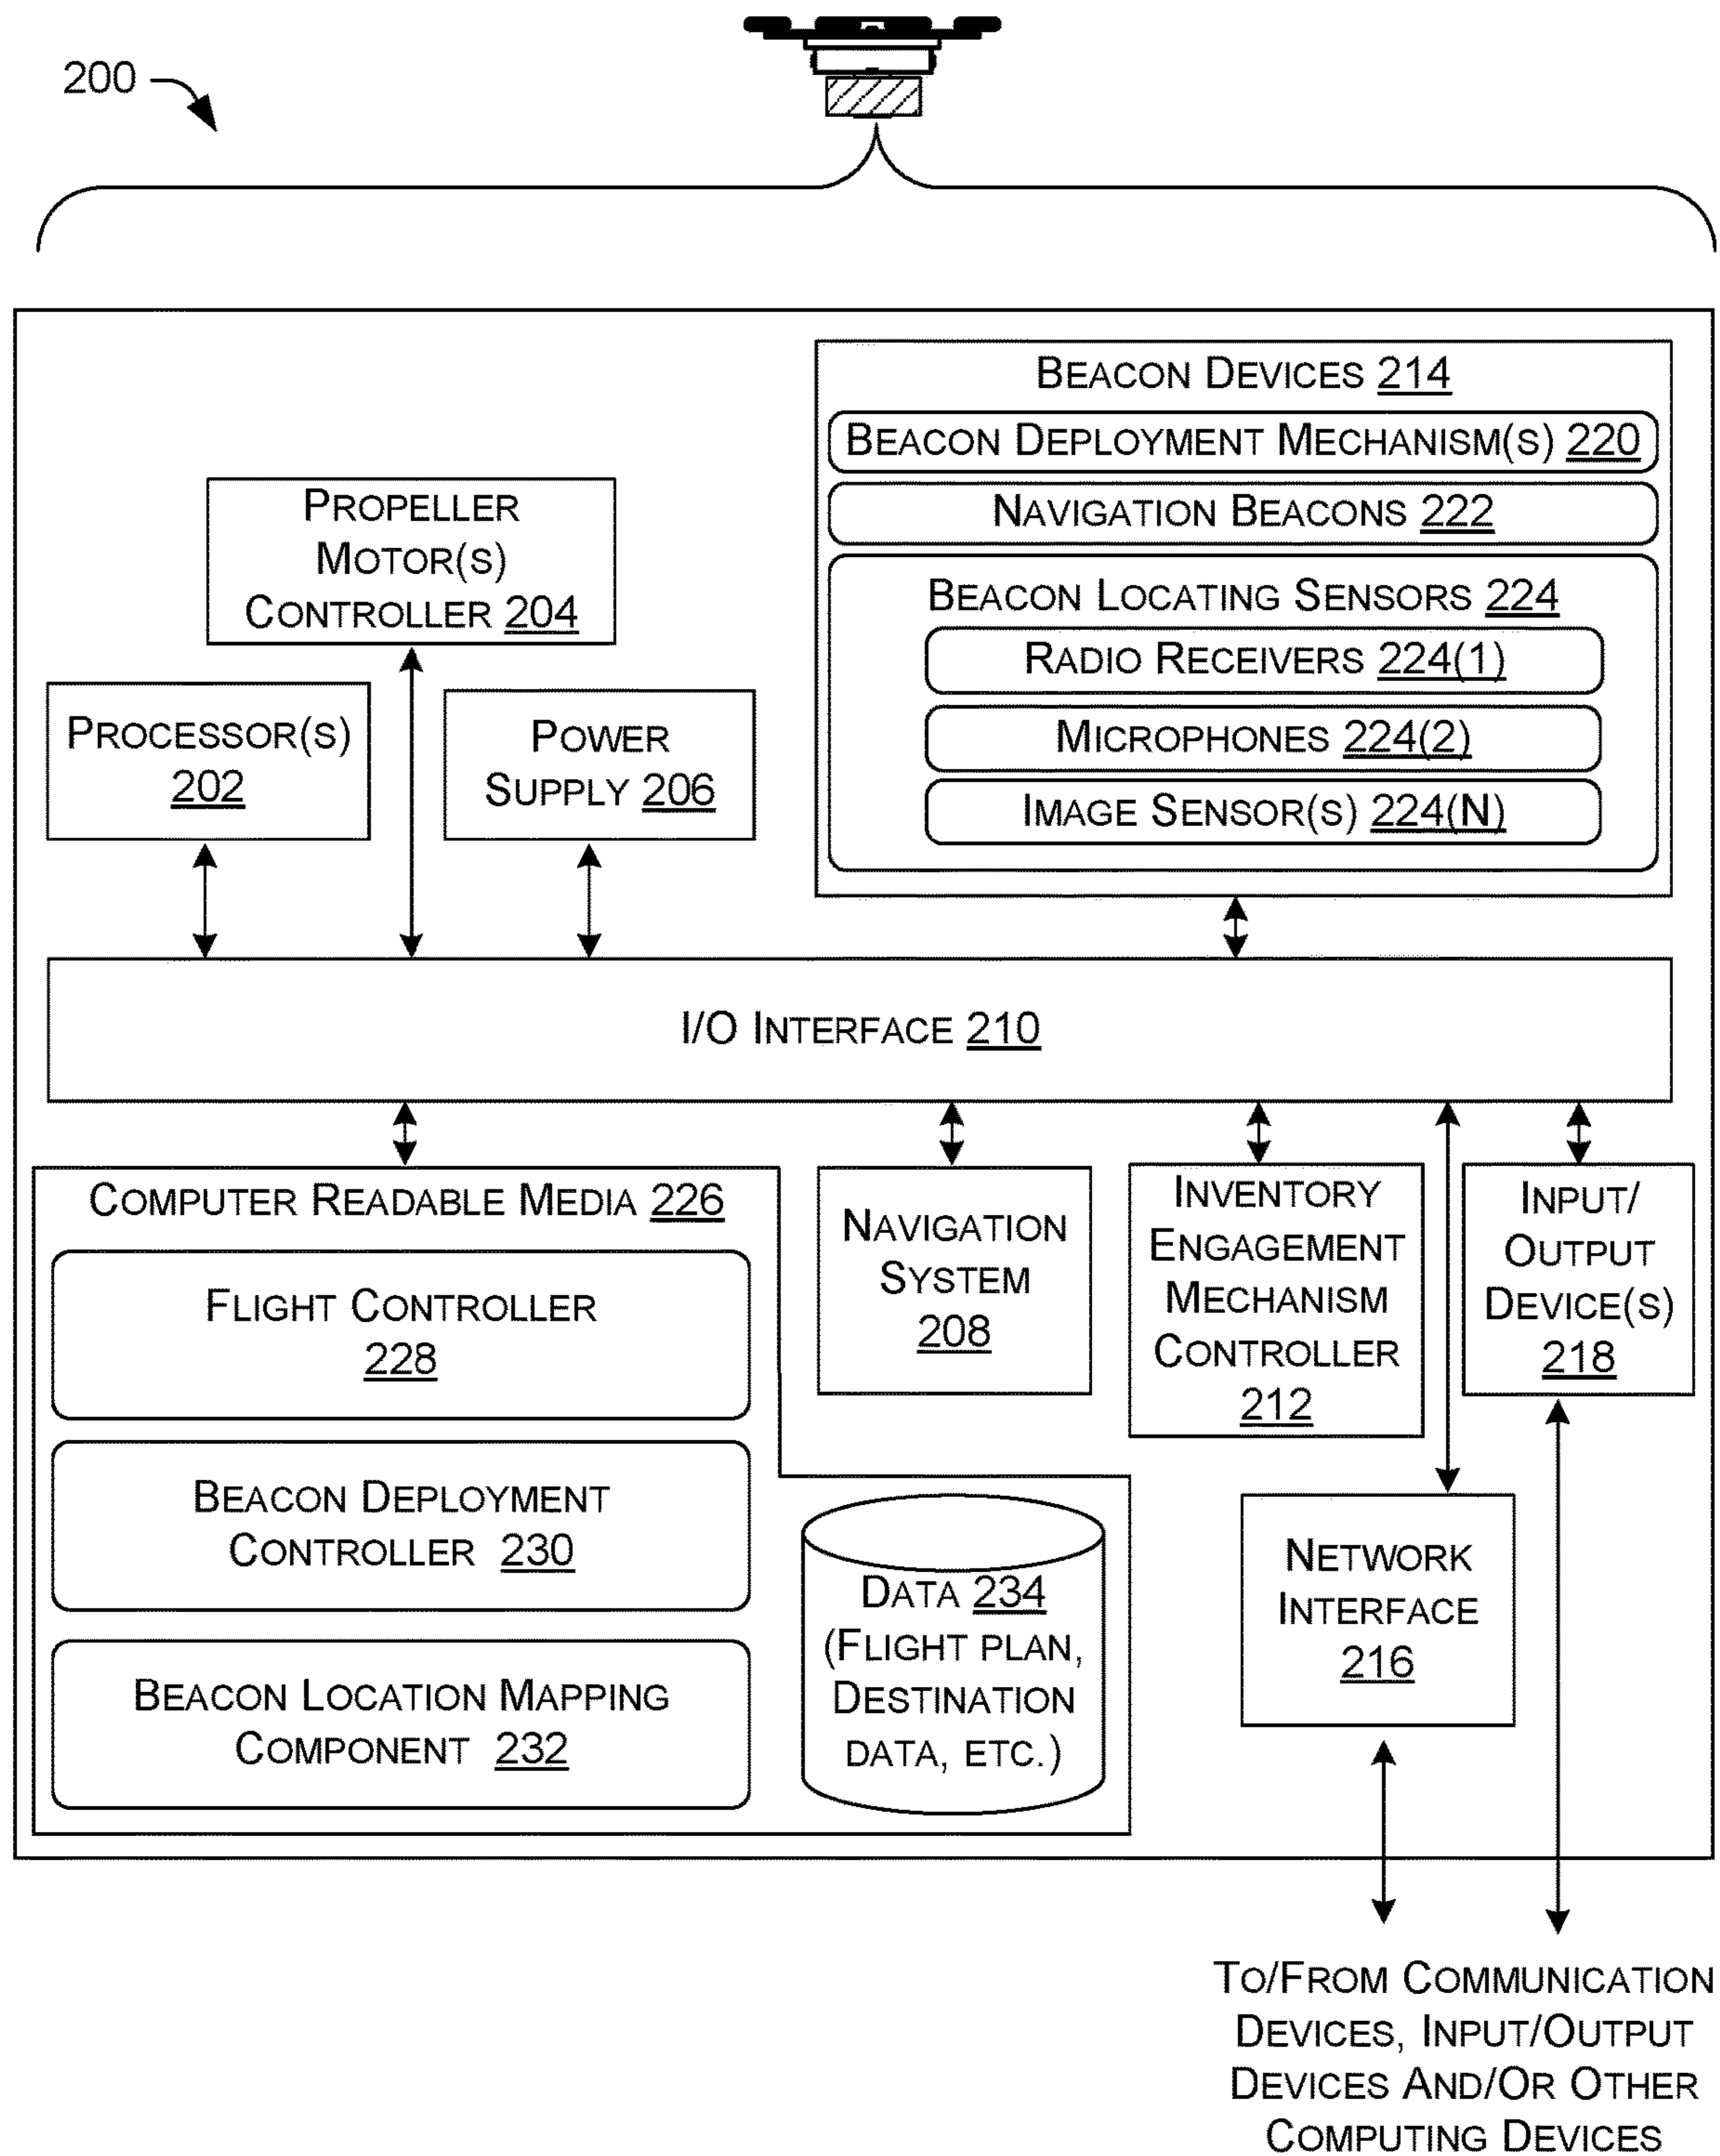 200
BEACON DEVICES 214
BEACON DEPLOYMENT MECHANISM(S) 220
NAVIGATION BEACONS 222
BEACON LOCATING SENSORS 224
RADIO RECEIVERS 224(1)
MICROPHONES 224(2)
IMAGE SENSOR(S) 224(N)
PROPELLER
MOTOR(S)
CONTROLLER 204
PROCESSOR(S)
202
POWER
SUPPLY 206
I/O INTERFACE 210
COMPUTER READABLE MEDIA 226
FLIGHT CONTROLLER
228
BEACON DEPLOYMENT
CONTROLLER 230
BEACON LOCATION MAPPING
COMPONENT 232
DATA 234
(FLIGHT PLAN,
DESTINATION
DATA, ETC.)
NAVIGATION
SYSTEM
208
INVENTORY
ENGAGEMENT
MECHANISM
CONTROLLER
212
INPUT/
OUTPUT
DEVICE(S)
218
NETWORK
INTERFACE
216
TO/FROM COMMUNICATION
DEVICES, INPUT/OUTPUT
DEVICES AND/OR OTHER
COMPUTING DEVICES